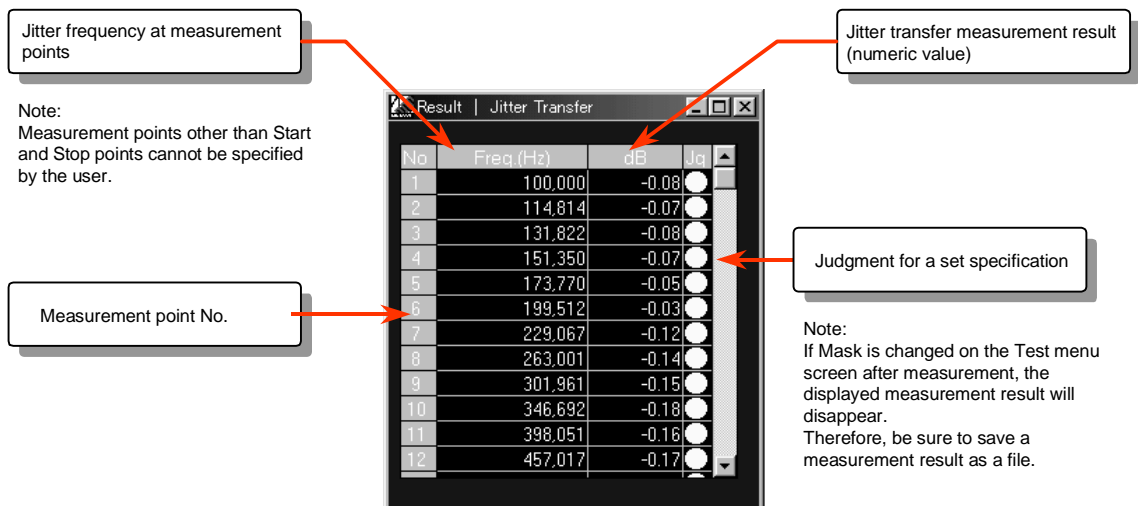 Jitter frequency at measurement
points
Jitter transfer measurement result
(numeric value)
Note:
Measurement points other than Start
and Stop points cannot be specified
by the user.
Result | Jitter Transfer
No Freq.(Hz) dB Jg
1 100,000 -0.08
2 114,814 -0.07
3 131,822 -0.08
4 151,350 -0.07
5 173,770 -0.05
6 199,512 -0.03
7 229,067 -0.12
8 263,001 -0.14
9 301,961 -0.15
10 346,692 -0.18
11 398,051 -0.16
12 457,017 -0.17
Measurement point No.
Judgment for a set specification
Note:
If Mask is changed on the Test menu
screen after measurement, the
displayed measurement result will
disappear.
Therefore, be sure to save a
measurement result as a file.